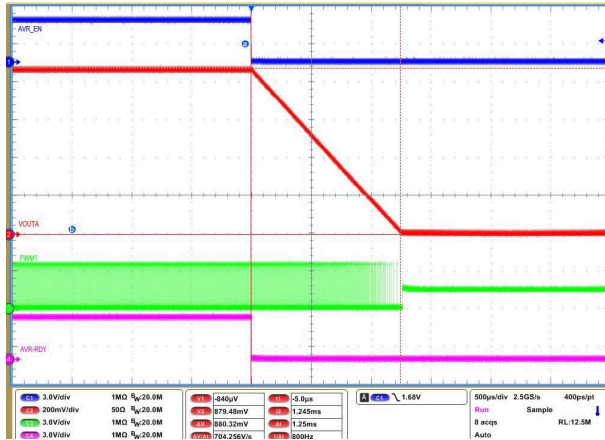 AVR_EN
a
1
VOUTA
b
2
PWM1
AVR-RDY
4
C1 3.0V/div 1MΩ BW:20.0M
C2 200mV/div 50Ω BW:20.0M
C3 3.0V/div 1MΩ BW:20.0M
C4 3.0V/div 1MΩ BW:20.0M
V1 -840µV t1 -5.0µs
V2 879.48mV t2 1.245ms
ΔV 880.32mV Δt 1.25ms
ΔV/Δt 704.256V/s 1/Δt 800Hz
A C1 1.68V
500µs/div 2.5GS/s 400ps/pt
Run Sample
8 acqs RL:12.5M
Auto